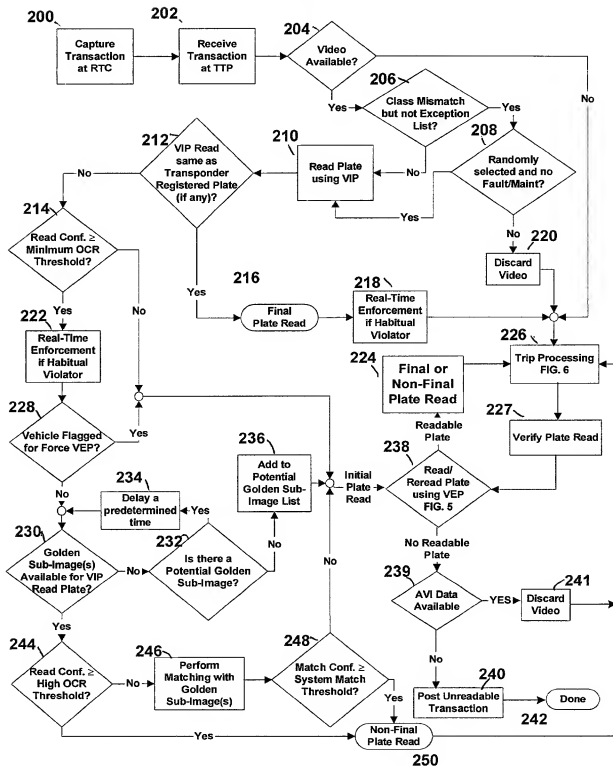 200
Capture
Transaction
at RTC
202
Receive
Transaction
at TTP
204
Video
Available?
Yes
No
206
Class Mismatch
but not Exception
List?
Yes
No
208
Randomly
selected and no
Fault/Maint?
Yes
No
210
Read Plate
using VIP
212
VIP Read
same as
Transponder
Registered Plate
(if any)?
No
Yes
214
Read Conf. ≥
Minimum OCR
Threshold?
Yes
No
216
Final
Plate Read
218
Real-Time
Enforcement
if Habitual
Violator
220
Discard
Video
222
Real-Time
Enforcement
if Habitual
Violator
224
Final or
Non-Final
Plate Read
226
Trip Processing
FIG. 6
227
Verify Plate Read
228
Vehicle Flagged
for Force VEP?
Yes
No
Readable
Plate
238
Read/
Reread Plate
using VEP
FIG. 5
Initial
Plate
Read
No Readable
Plate
236
Add to
Potential
Golden Sub-
Image List
234
Delay a
predetermined
time
Yes
230
Golden
Sub-Image(s)
Available for VIP
Read Plate?
No
Yes
232
Is there a
Potential Golden
Sub-Image?
No
239
AVI Data
Available
YES
No
241
Discard
Video
244
Read Conf. ≥
High OCR
Threshold?
No
Yes
246
Perform
Matching with
Golden
Sub-Image(s)
248
Match Conf. ≥
System Match
Threshold?
No
Yes
240
Post Unreadable
Transaction
Done
242
Non-Final
Plate Read
250